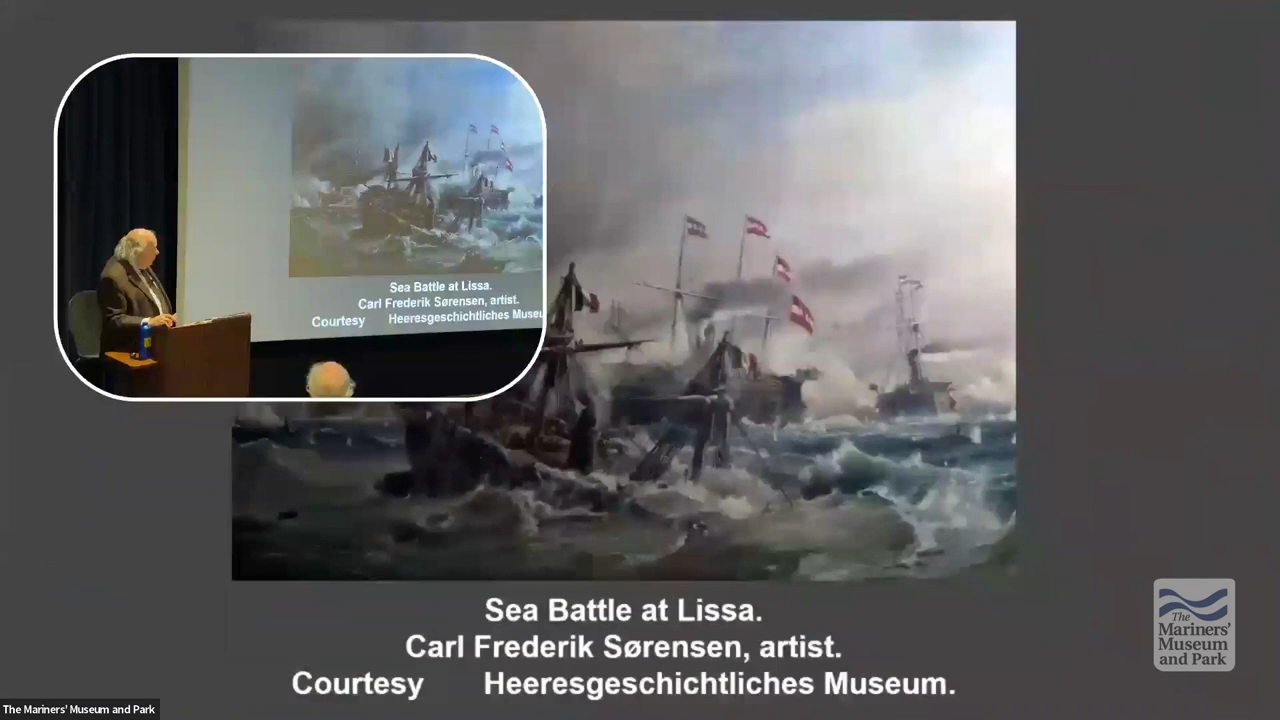 Sea Battle at Lissa.
Carl Frederik Sørensen, artist.
Courtesy Heeresgeschichtliches Museu
Sea Battle at Lissa.
Carl Frederik Sørensen, artist.
Courtesy Heeresgeschichtliches Museum.
The
Mariners'
Museum
and Park
The Mariners' Museum and Park